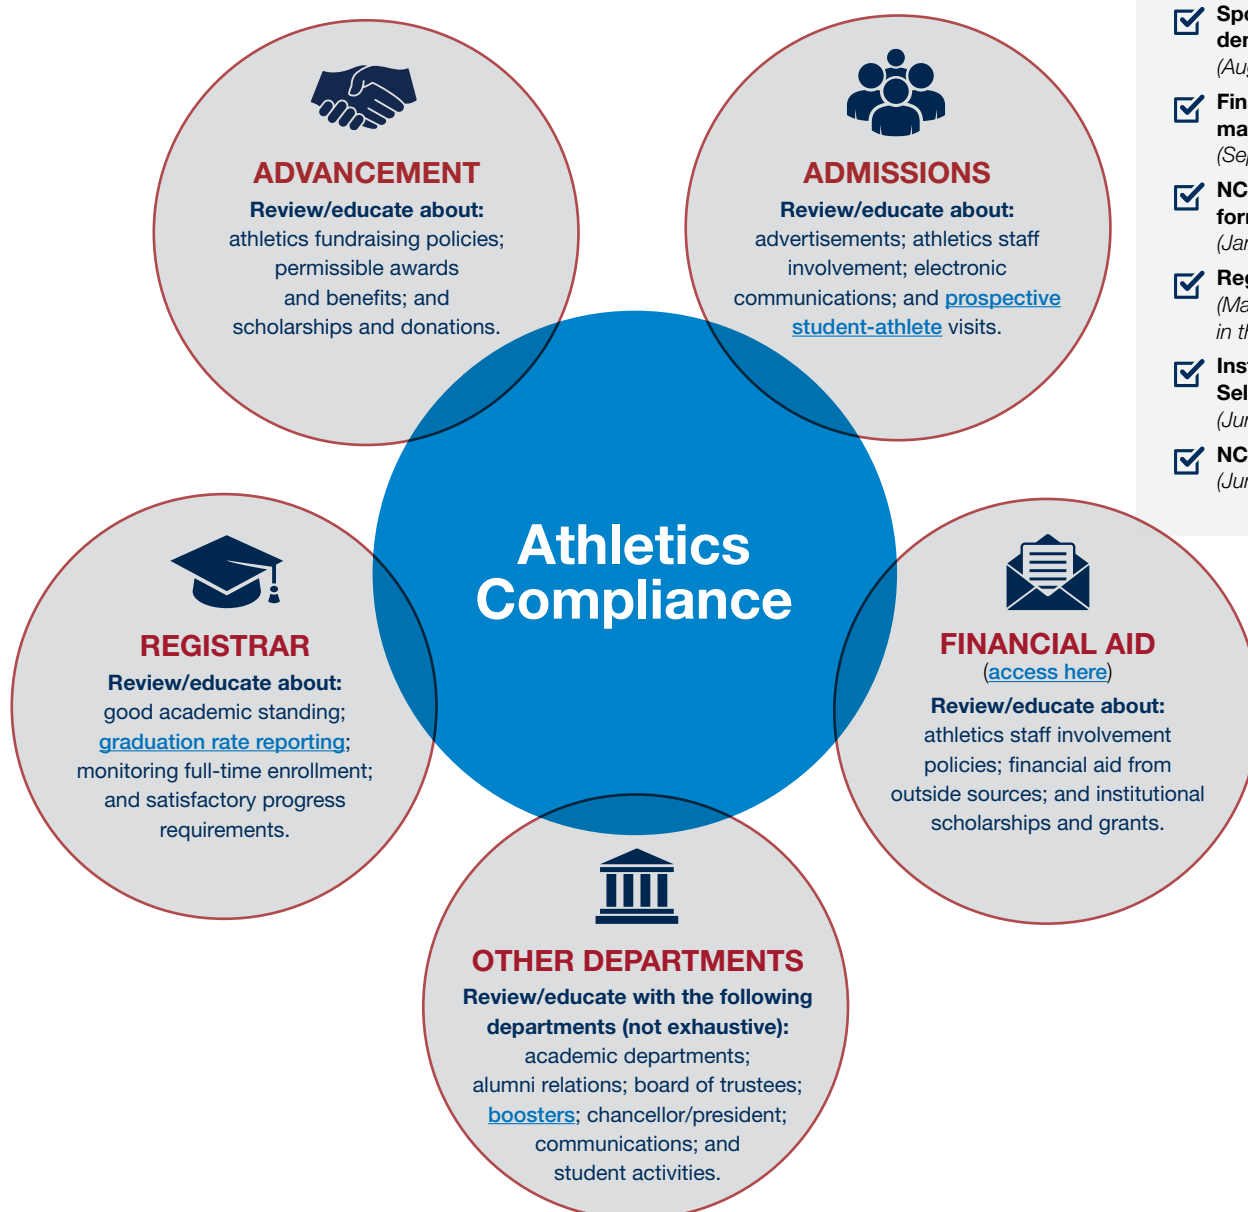 ADVANCEMENT
Review/educate about:
athletics fundraising policies;
permissible awards
and benefits; and
scholarships and donations.
ADMISSIONS
Review/educate about:
advertisements; athletics staff
involvement; electronic
communications; and prospective
student-athlete visits.
Athletics
Compliance
REGISTRAR
Review/educate about:
good academic standing;
graduation rate reporting;
monitoring full-time enrollment;
and satisfactory progress
requirements.
FINANCIAL AID
(access here)
Review/educate about:
athletics staff involvement
policies; financial aid from
outside sources; and institutional
scholarships and grants.
OTHER DEPARTMENTS
Review/educate with the following
departments (not exhaustive):
academic departments;
alumni relations; board of trustees;
boosters; chancellor/president;
communications; and
student activities.
in